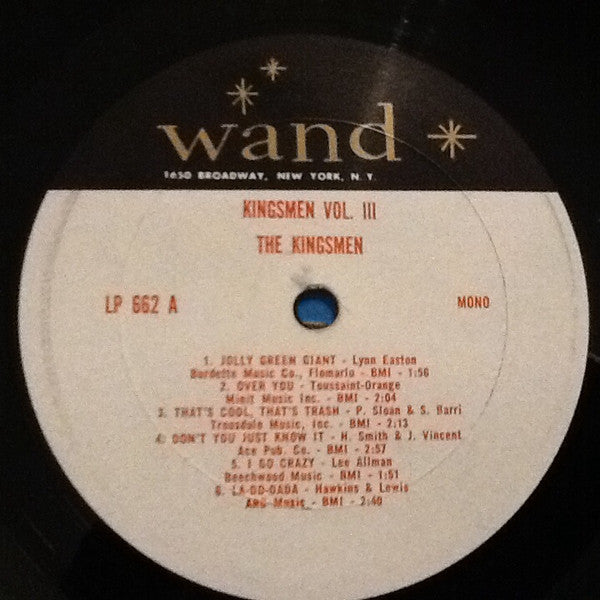 wand
1650 BROADWAY, NEW YORK, N.Y.
KINGSMEN VOL. III
THE KINGSMEN
LP 662 A
MONO
1. JOLLY GREEN GIANT - Lynn Easton
Burdette Music Co., Flomarlo - BMI - 1:56
2. OVER YOU - Toussaint-Orange
Minit Music Inc. - BMI - 2:04
3. THAT'S COOL, THAT'S TRASH - P. Sloan & S. Barri
Trousdale Music, Inc. - BMI - 2:13
4. DON'T YOU JUST KNOW IT - H. Smith & J. Vincent
Ace Pub. Co. - BMI - 2:57
5. I GO CRAZY - Lee Allman
Beechwood Music - BMI - 1:51
6. LA-DO-DADA - Hawkins & Lewis
ARC Music - BMI - 2:40